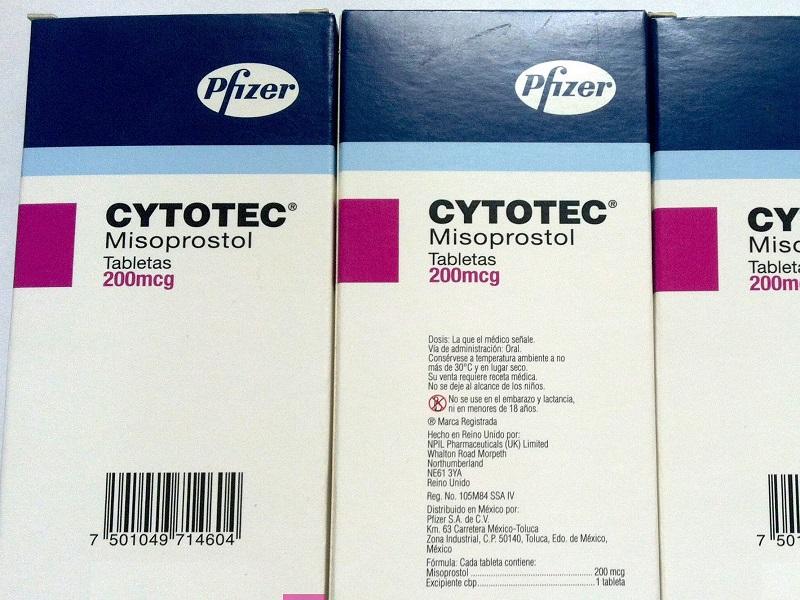 Pfizer
CYTOTEC®
Misoprostol
Tabletas
200mcg
7 501049 714604
Pfizer
CYTOTEC®
Misoprostol
Tabletas
200mcg
Dosis: La que el médico señale.
Vía de administración: Oral.
Consérvese a temperatura ambiente a no
más de 30°C y en lugar seco.
Su venta requiere receta médica.
No se deje al alcance de los niños.
No se use en el embarazo y lactancia,
ni en menores de 18 años.
® Marca Registrada
Hecho en Reino Unido por:
NPIL Pharmaceuticals (UK) Limited
Whalton Road Morpeth
Northumberland
NE61 3YA
Reino Unido
Reg. No. 105M84 SSA IV
Distribuido en México por:
Pfizer S.A. de C.V.
Km. 63 Carretera México-Toluca
Zona Industrial, C.P. 50140, Toluca, Edo. de México,
México
Fórmula: Cada tableta contiene:
Misoprostol ........ 200 mcg
Excipiente cbp ........ 1 tableta
CY
Miso
Tableta
200m
7 501